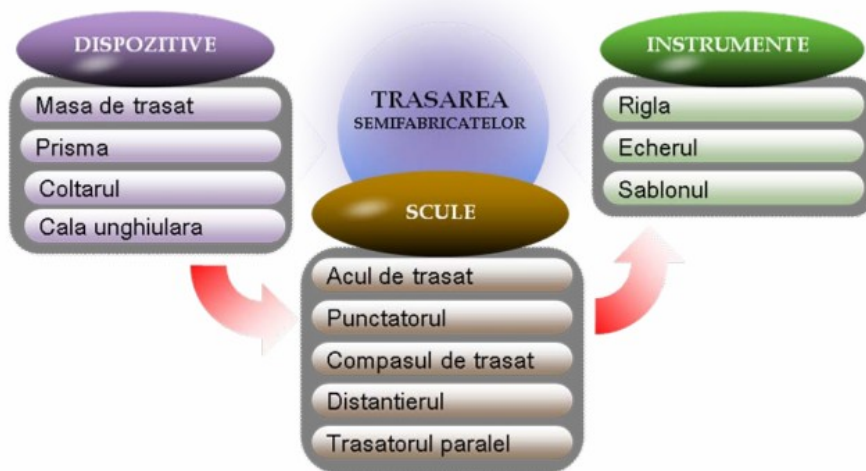 DISPOZITIVE
Masa de trasat
Prisma
Coltarul
Cala unghiulara
TRASAREA
SEMIFABRICATELOR
SCULE
Acul de trasat
Punctatorul
Compasul de trasat
Distantierul
Trasatorul paralel
INSTRUMENTE
Rigla
Echerul
Sablonul